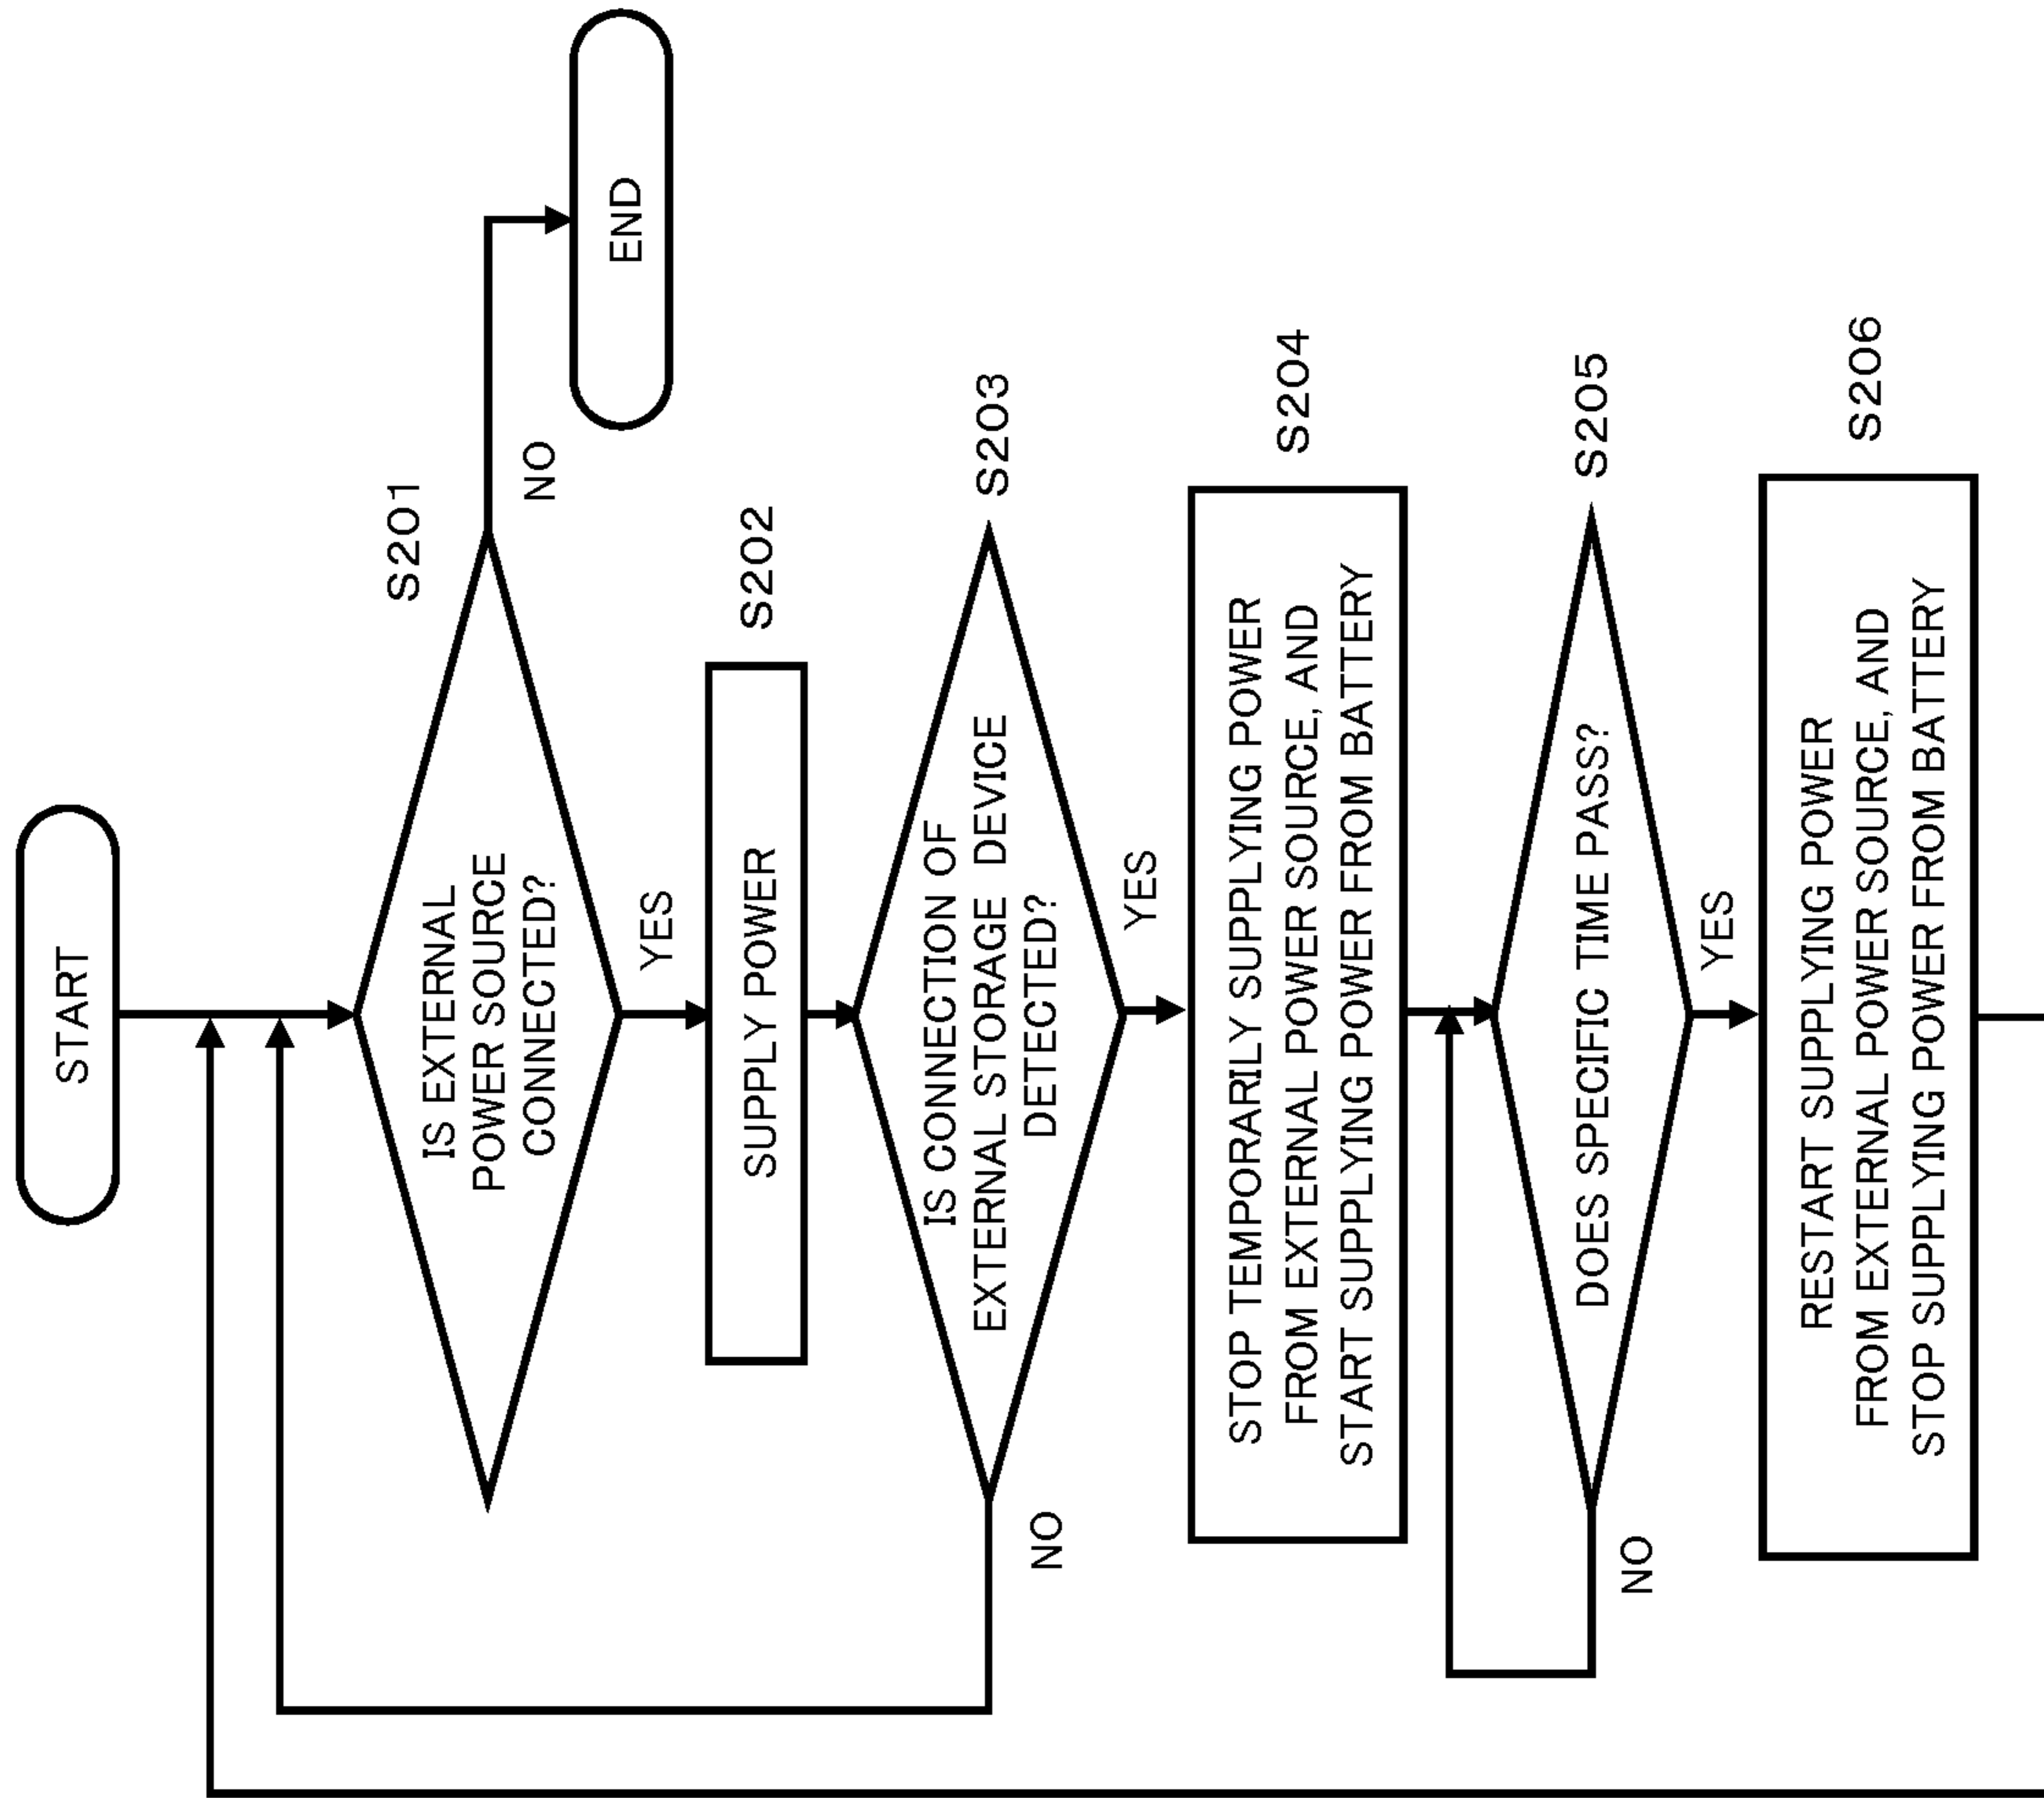 START
S201
IS EXTERNAL
POWER SOURCE
CONNECTED?
NO
END
YES
S202
SUPPLY POWER
S203
IS CONNECTION OF
EXTERNAL STORAGE DEVICE
DETECTED?
NO
YES
S204
STOP TEMPORARILY SUPPLYING POWER
FROM EXTERNAL POWER SOURCE, AND
START SUPPLYING POWER FROM BATTERY
S205
DOES SPECIFIC TIME PASS?
NO
YES
S206
RESTART SUPPLYING POWER
FROM EXTERNAL POWER SOURCE, AND
STOP SUPPLYING POWER FROM BATTERY